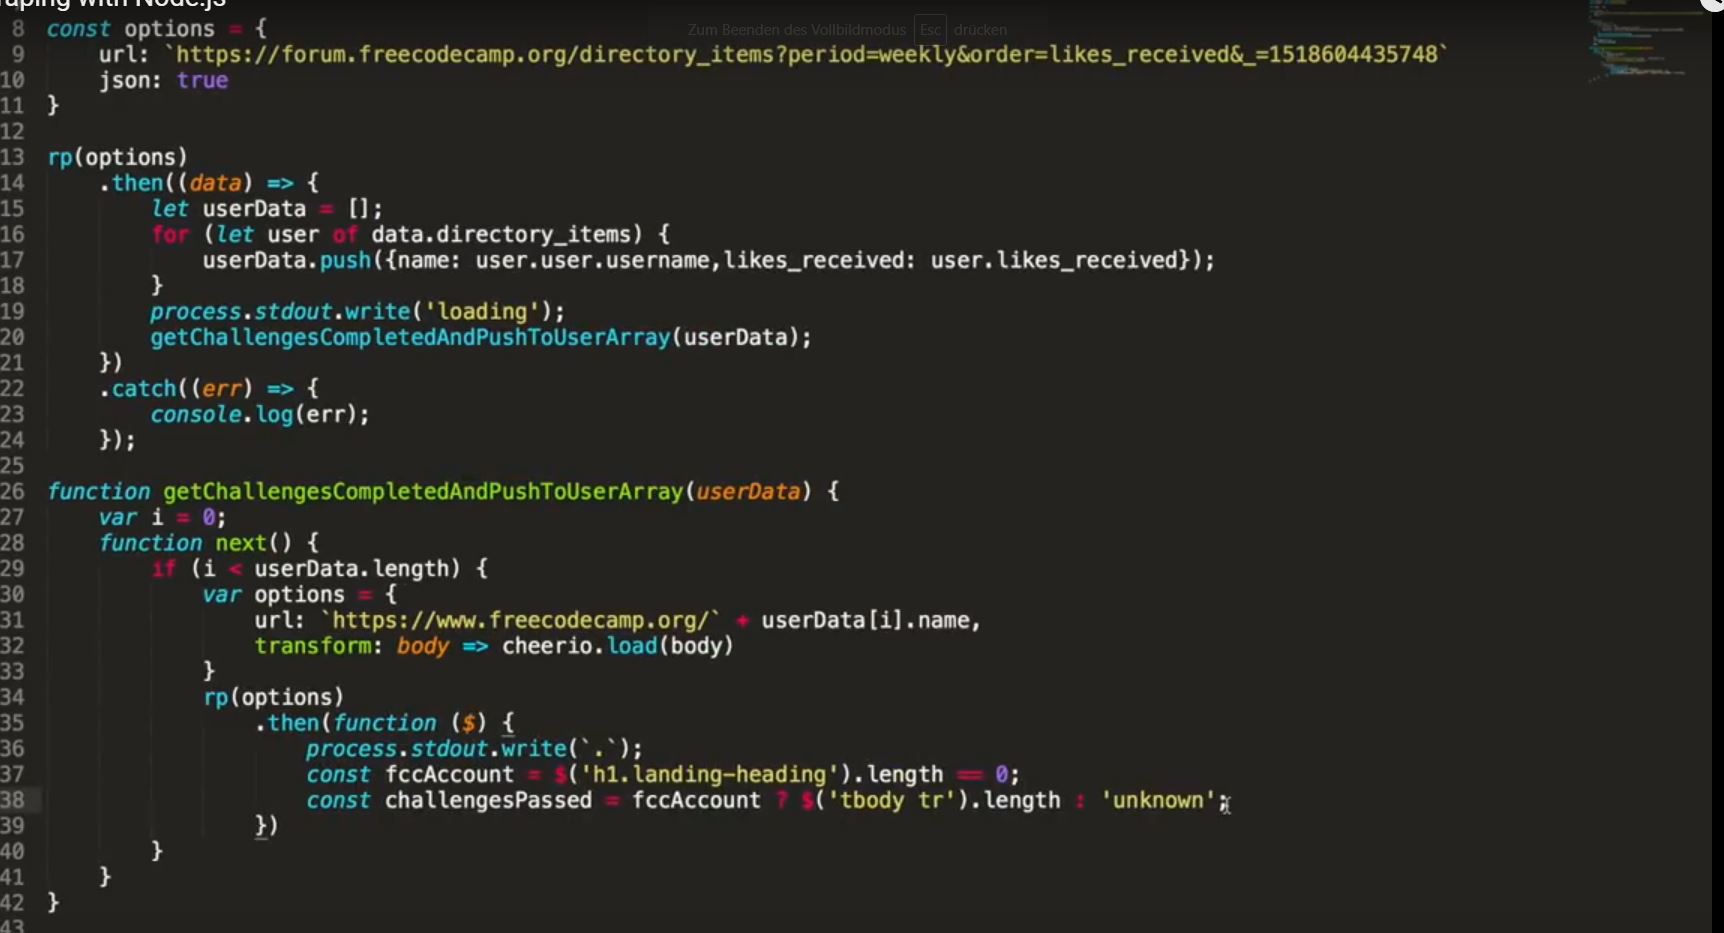 raping with Node.js
Zum Beenden des Vollbildmodus Esc drücken
8 const options = {
9     url: `https://forum.freecodecamp.org/directory_items?period=weekly&order=likes_received&_=1518604435748`
10     json: true
11 }
12
13 rp(options)
14     .then((data) => {
15         let userData = [];
16         for (let user of data.directory_items) {
17             userData.push({name: user.user.username,likes_received: user.likes_received});
18         }
19         process.stdout.write('loading');
20         getChallengesCompletedAndPushToUserArray(userData);
21     })
22     .catch((err) => {
23         console.log(err);
24     });
25
26 function getChallengesCompletedAndPushToUserArray(userData) {
27     var i = 0;
28     function next() {
29         if (i < userData.length) {
30             var options = {
31                 url: `https://www.freecodecamp.org/` + userData[i].name,
32                 transform: body => cheerio.load(body)
33             }
34             rp(options)
35                 .then(function ($) {
36                     process.stdout.write(`.`);
37                     const fccAccount = $('h1.landing-heading').length == 0;
38                     const challengesPassed = fccAccount ? $('tbody tr').length : 'unknown';
39                 })
40         }
41     }
42 }
43